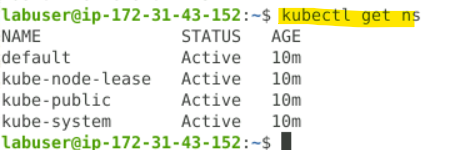 labuser@ip-172-31-43-152:~$ kubectl get ns
NAME STATUS AGE
default Active 10m
kube-node-lease Active 10m
kube-public Active 10m
kube-system Active 10m
labuser@ip-172-31-43-152:~$